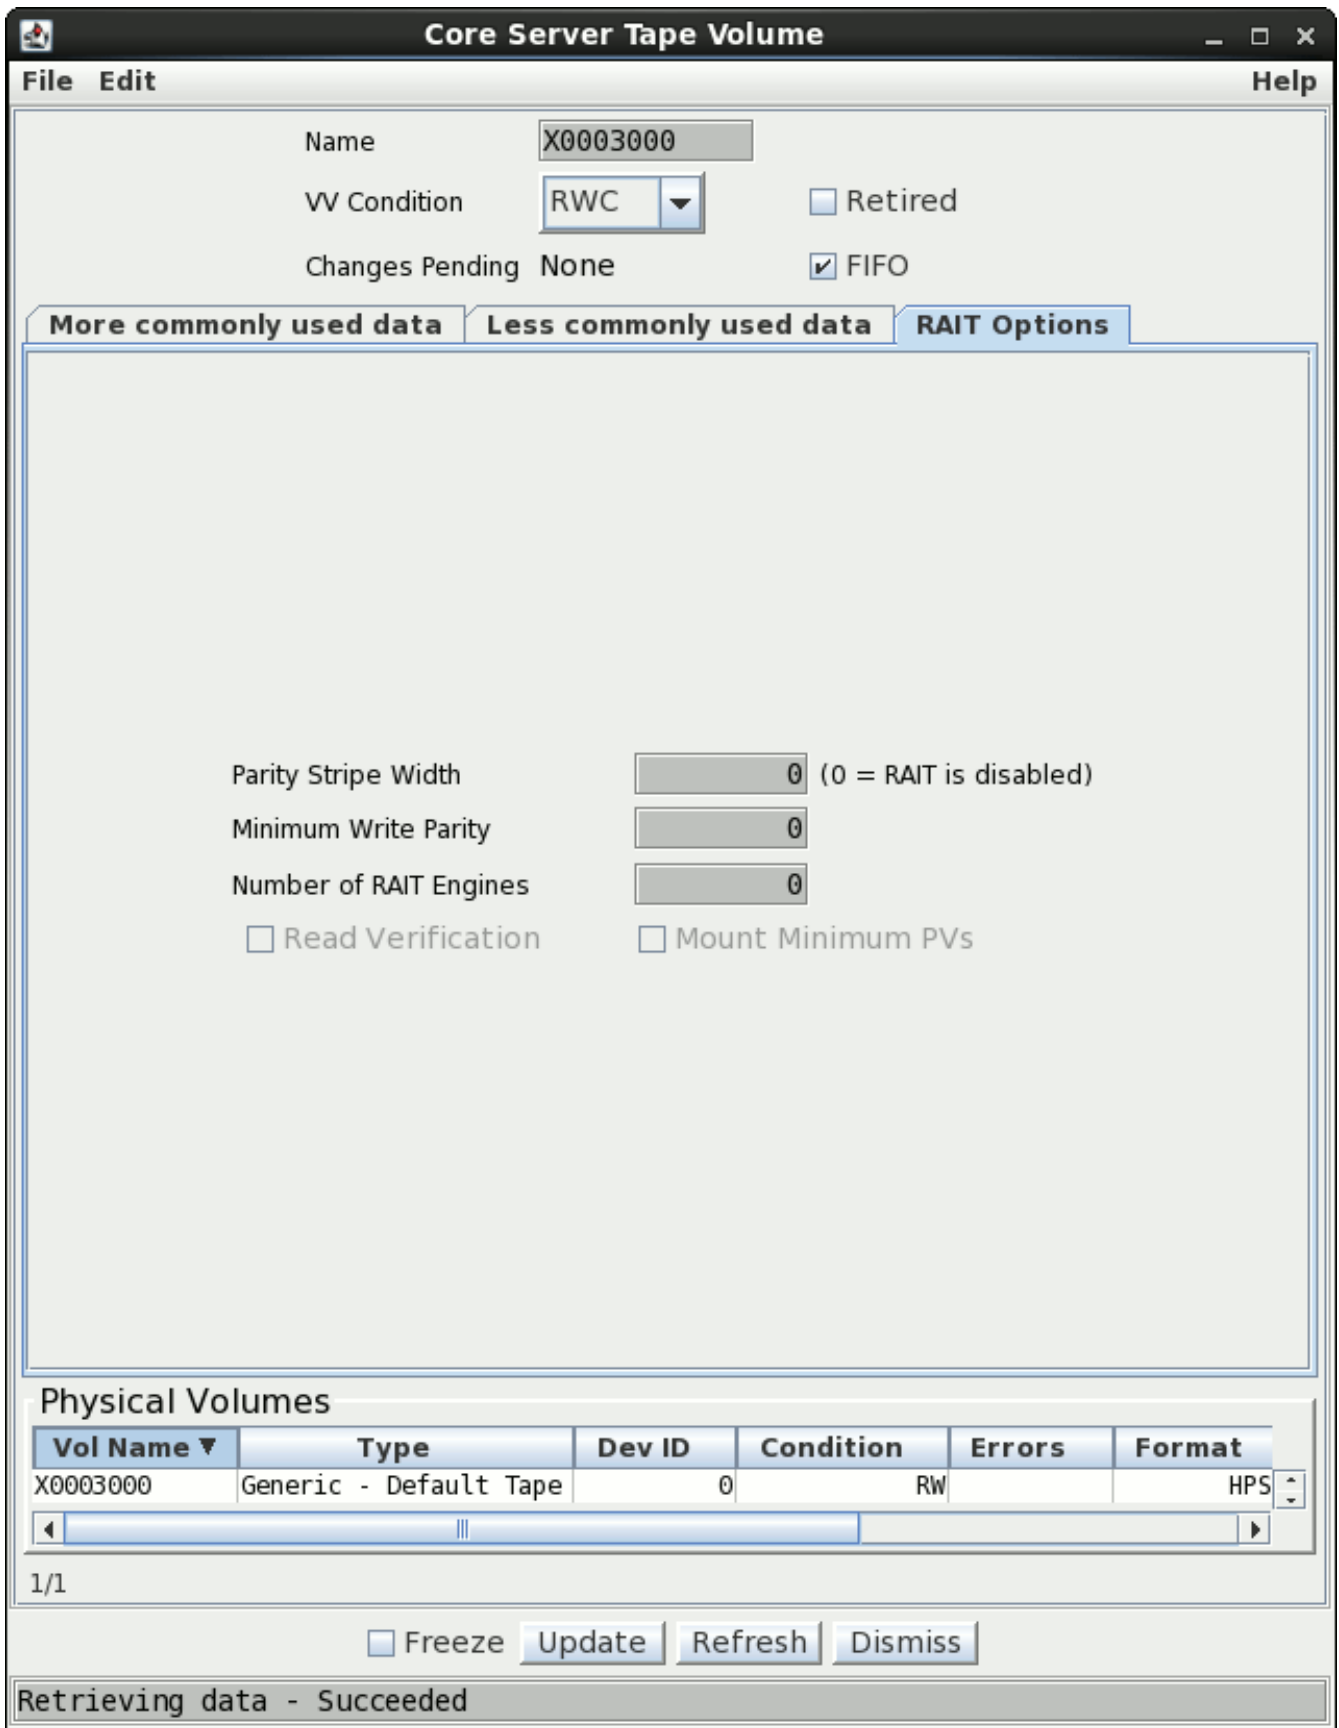 Core Server Tape Volume
File Edit Help
Name X0003000
VV Condition RWC Retired
Changes Pending None FIFO
More commonly used data Less commonly used data RAIT Options
Parity Stripe Width 0 (0 = RAIT is disabled)
Minimum Write Parity 0
Number of RAIT Engines 0
Read Verification Mount Minimum PVs
Physical Volumes
Vol Name Type Dev ID Condition Errors Format
X0003000 Generic - Default Tape 0 RW HPS
1/1
Freeze Update Refresh Dismiss
Retrieving data - Succeeded